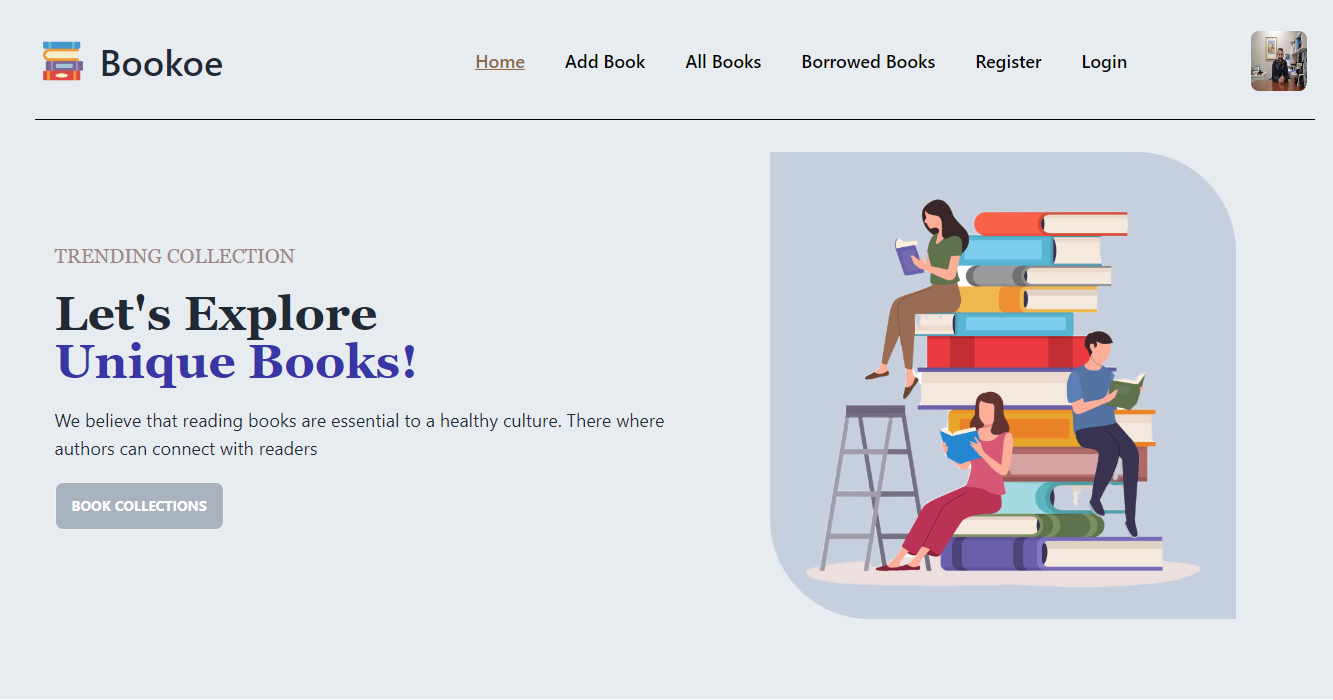 Bookoe
Home Add Book All Books Borrowed Books Register Login
TRENDING COLLECTION
Let's Explore
Unique Books!
We believe that reading books are essential to a healthy culture. There where
authors can connect with readers
BOOK COLLECTIONS